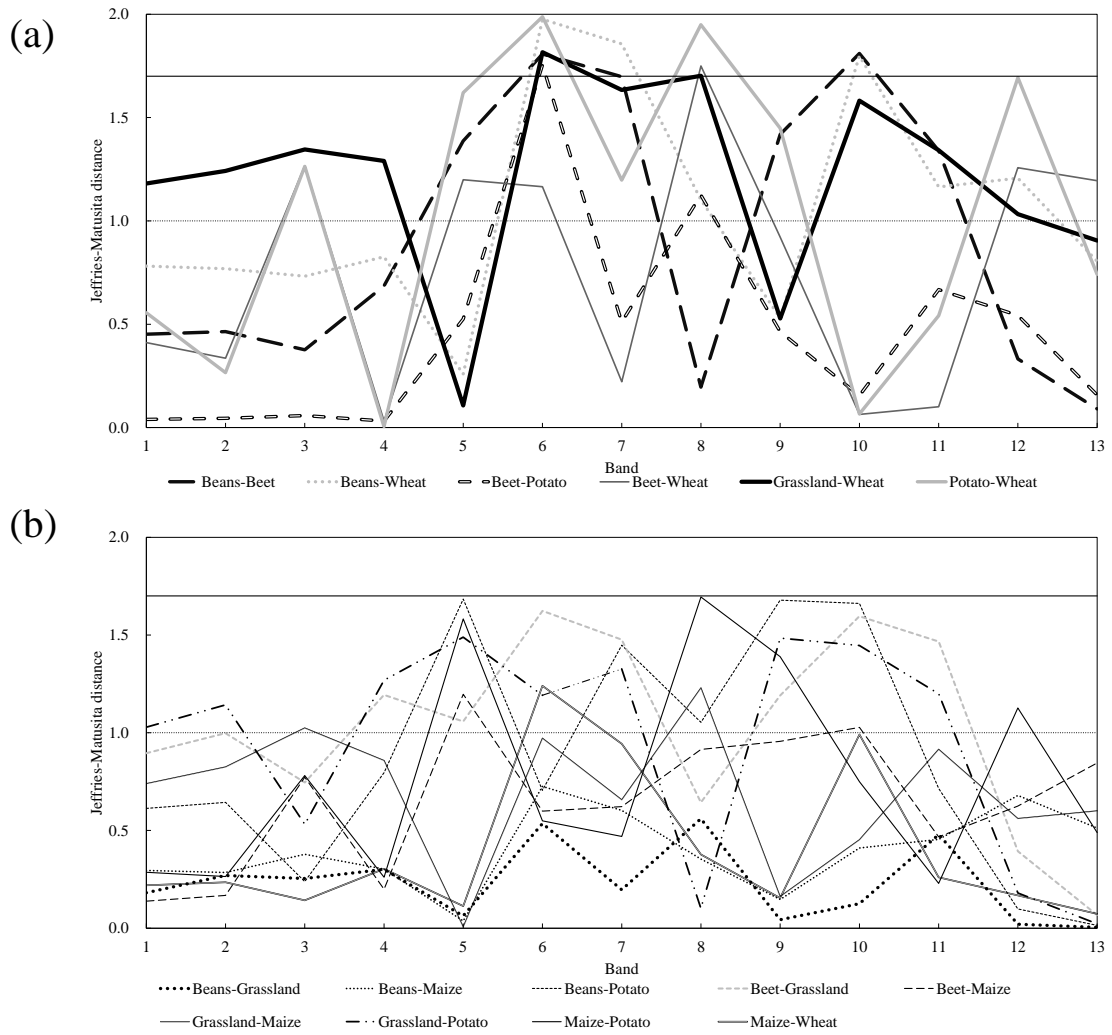 (a)
2.0
1.5
1.0
0.5
0.0
Jeffries-Matusita distance
1 2 3 4 5 6 7 8 9 10 11 12 13
Band
Beans-Beet Beans-Wheat Beet-Potato Beet-Wheat Grassland-Wheat Potato-Wheat
(b)
2.0
1.5
1.0
0.5
0.0
Jeffries-Matusita distance
1 2 3 4 5 6 7 8 9 10 11 12 13
Band
Beans-Grassland Beans-Maize Beans-Potato Beet-Grassland Beet-Maize
Grassland-Maize Grassland-Potato Maize-Potato Maize-Wheat